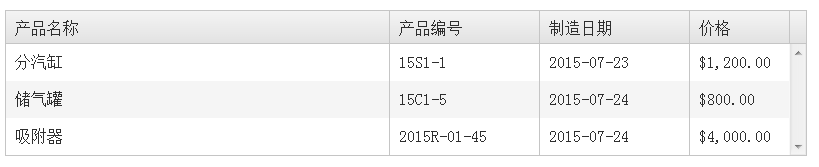 产品名称 产品编号 制造日期 价格
分汽缸 15S1-1 2015-07-23 $1,200.00
储气罐 15C1-5 2015-07-24 $800.00
吸附器 2015R-01-45 2015-07-24 $4,000.00